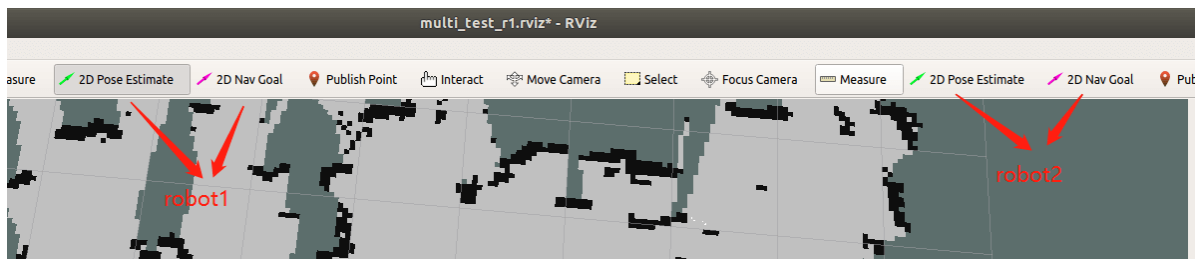 multi_test_r1.rviz* - RViz
asure 2D Pose Estimate 2D Nav Goal Publish Point Interact Move Camera Select Focus Camera Measure 2D Pose Estimate 2D Nav Goal Pub
robot1
robot2